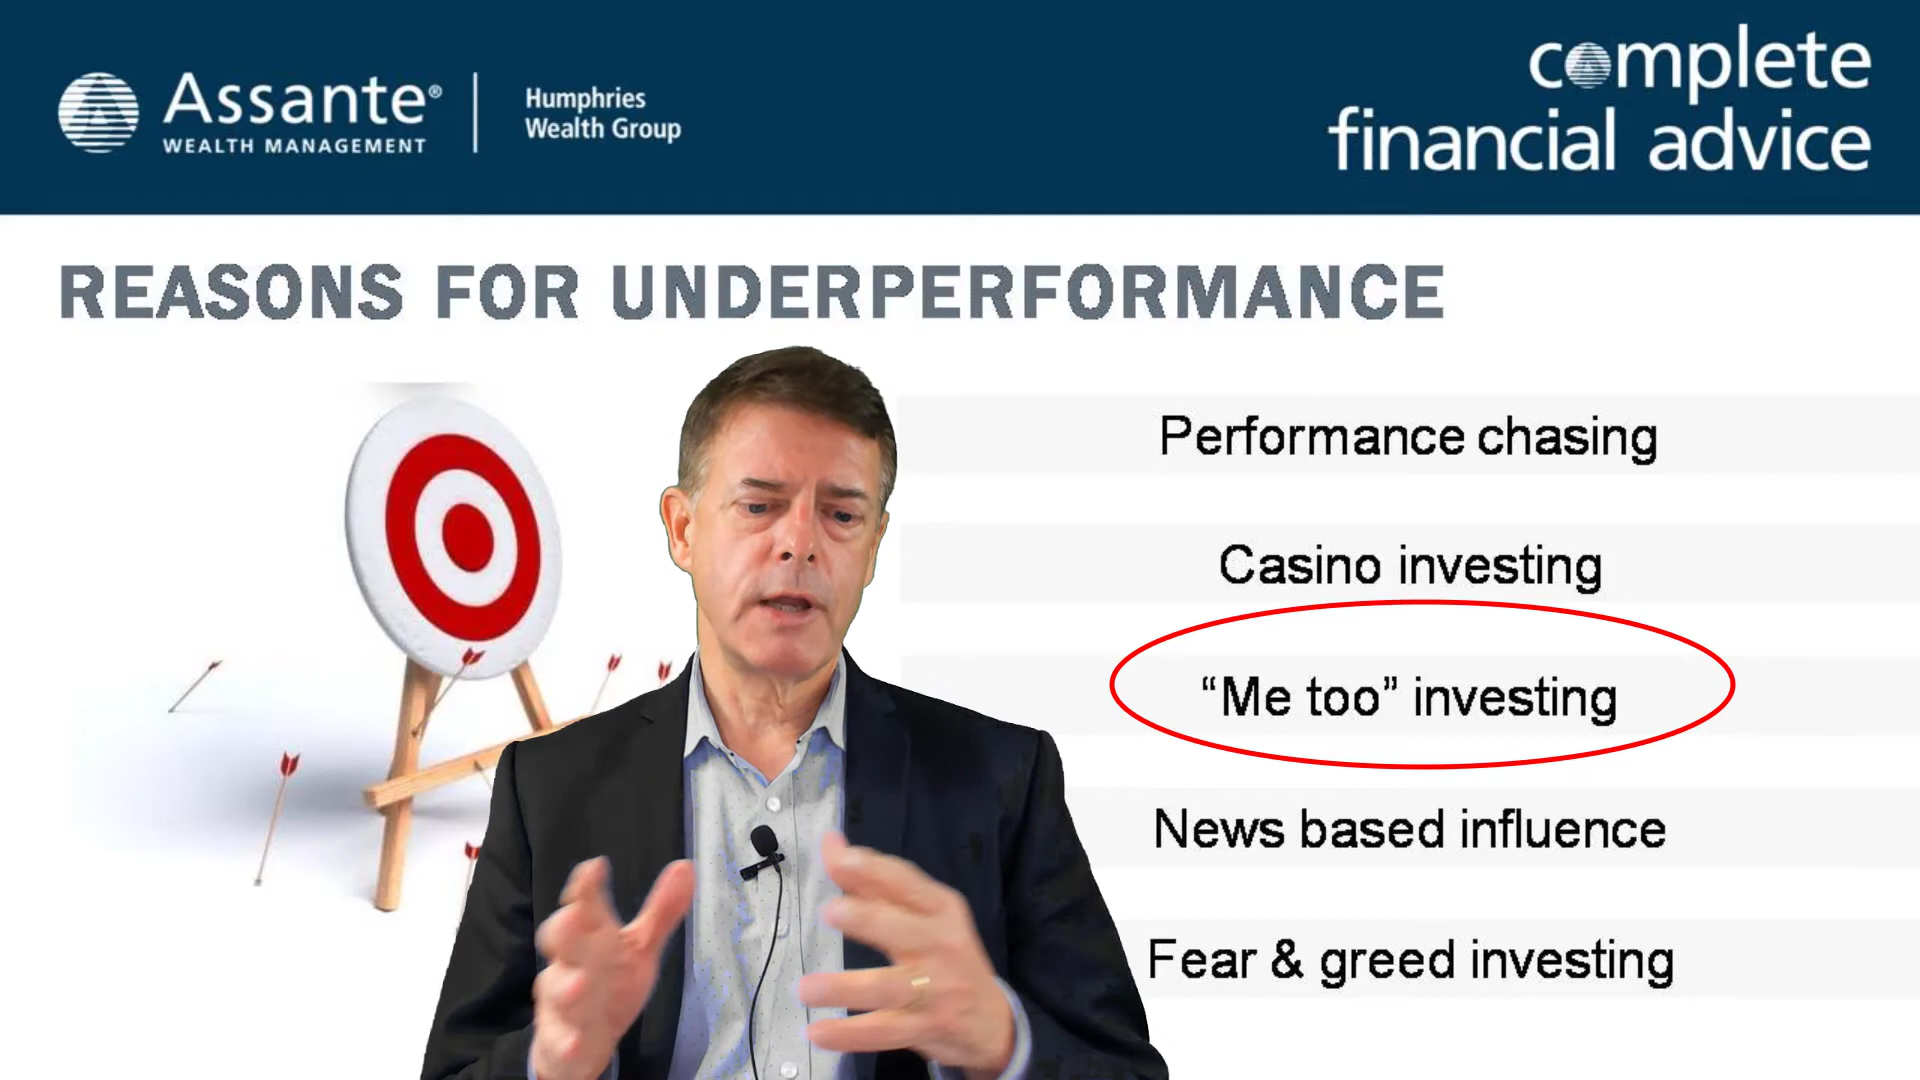 Assante®
WEALTH MANAGEMENT
Humphries
Wealth Group
complete
financial advice
REASONS FOR UNDERPERFORMANCE
Performance chasing
Casino investing
“Me too” investing
News based influence
Fear & greed investing